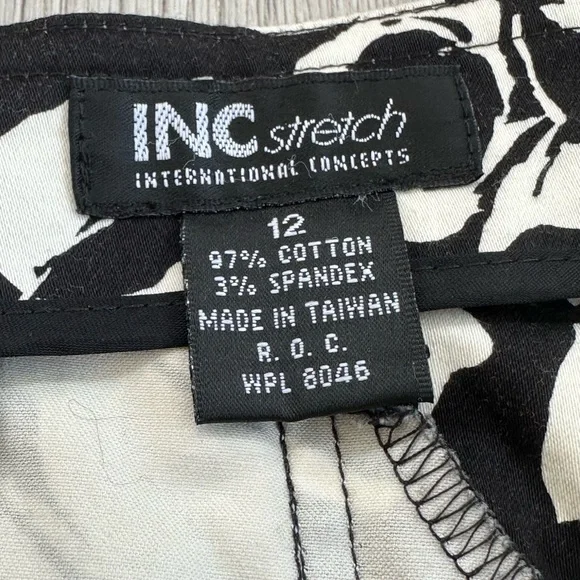 INC stretch
INTERNATIONAL CONCEPTS
12
97% COTTON
3% SPANDEX
MADE IN TAIWAN
R. O. C.
WPL 8046